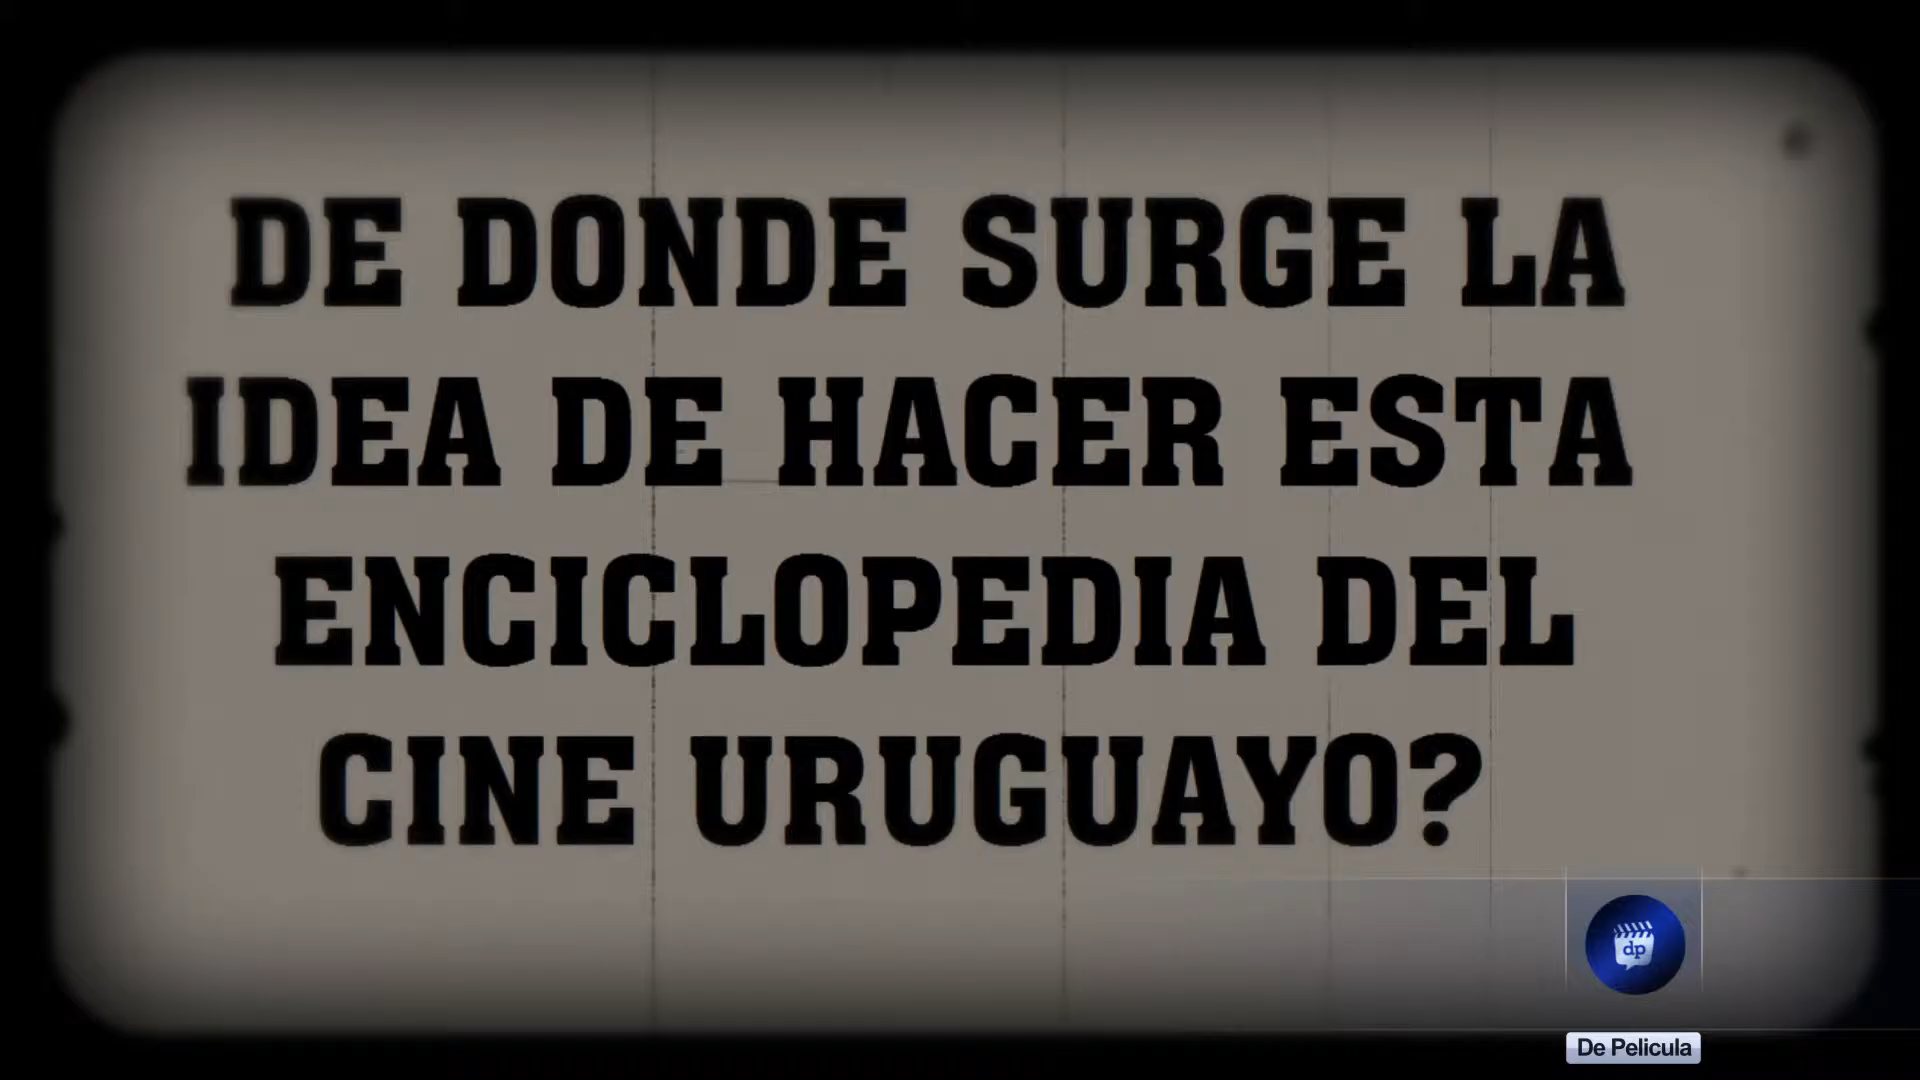 DE DONDE SURGE LA
IDEA DE HACER ESTA
ENCICLOPEDIA DEL
CINE URUGUAYO?
dp
De Pelicula